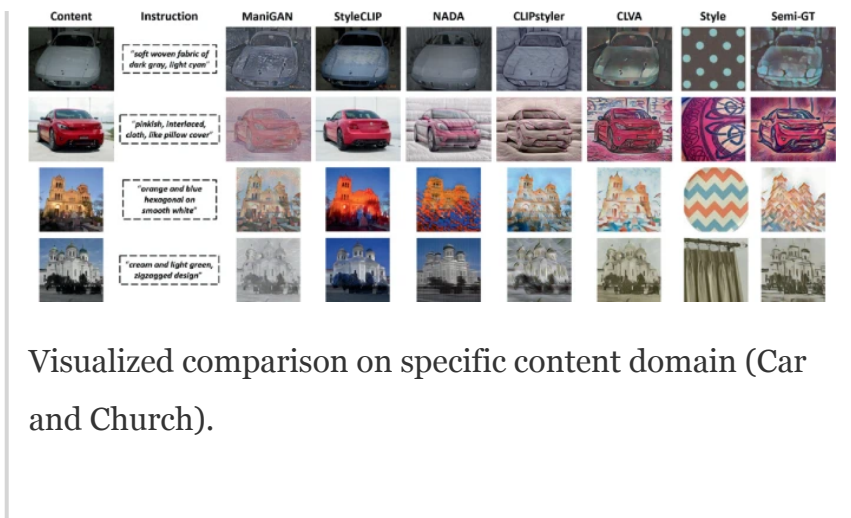 Content Instruction ManiGAN StyleCLIP NADA CLIPstyler CLVA Style Semi-GT
"soft woven fabric of
dark gray, light cyan"
"pinkish, interlaced,
cloth, like pillow cover"
"orange and blue
hexagonal on
smooth white"
"cream and light green,
zigzagged design"
Visualized comparison on specific content domain (Car
and Church).